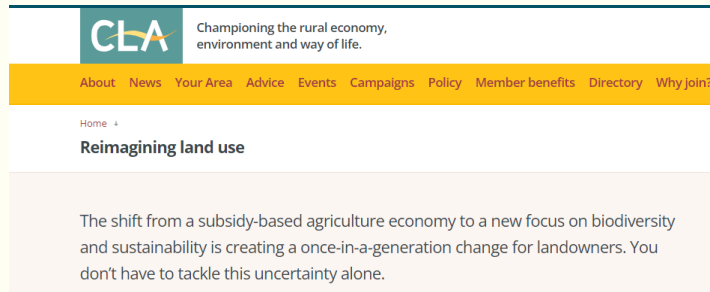 CLA
Championing the rural economy,
environment and way of life.
About News Your Area Advice Events Campaigns Policy Member benefits Directory Why join?
Home
Reimagining land use
The shift from a subsidy-based agriculture economy to a new focus on biodiversity
and sustainability is creating a once-in-a-generation change for landowners. You
don’t have to tackle this uncertainty alone.